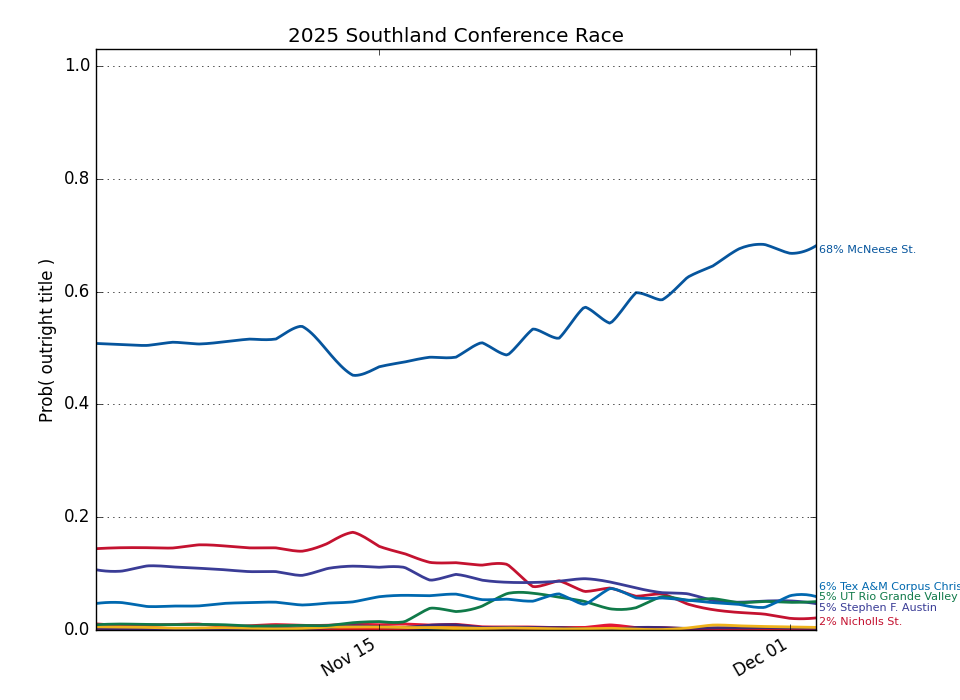 2025 Southland Conference Race
Prob( outright title )
1.0
0.8
0.6
0.4
0.2
0.0
Nov 15
Dec 01
68% McNeese St.
6% Tex A&M Corpus Chris
5% UT Rio Grande Valley
5% Stephen F. Austin
2% Nicholls St.